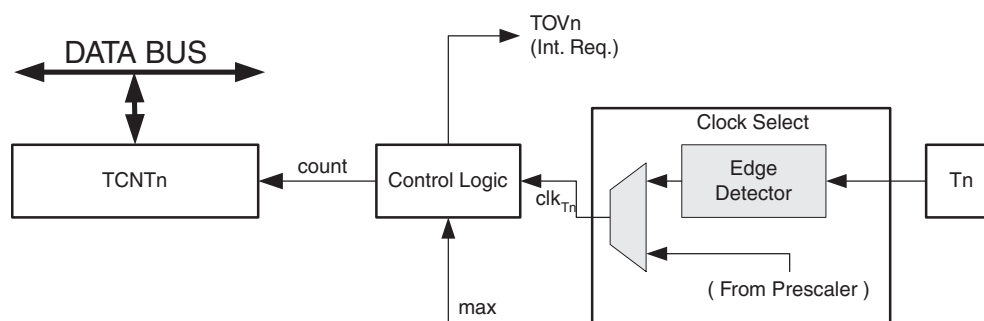 TOVn
(Int. Req.)
DATA BUS
Clock Select
TCNTn
count
Control Logic
clkTn
Edge
Detector
Tn
( From Prescaler )
max